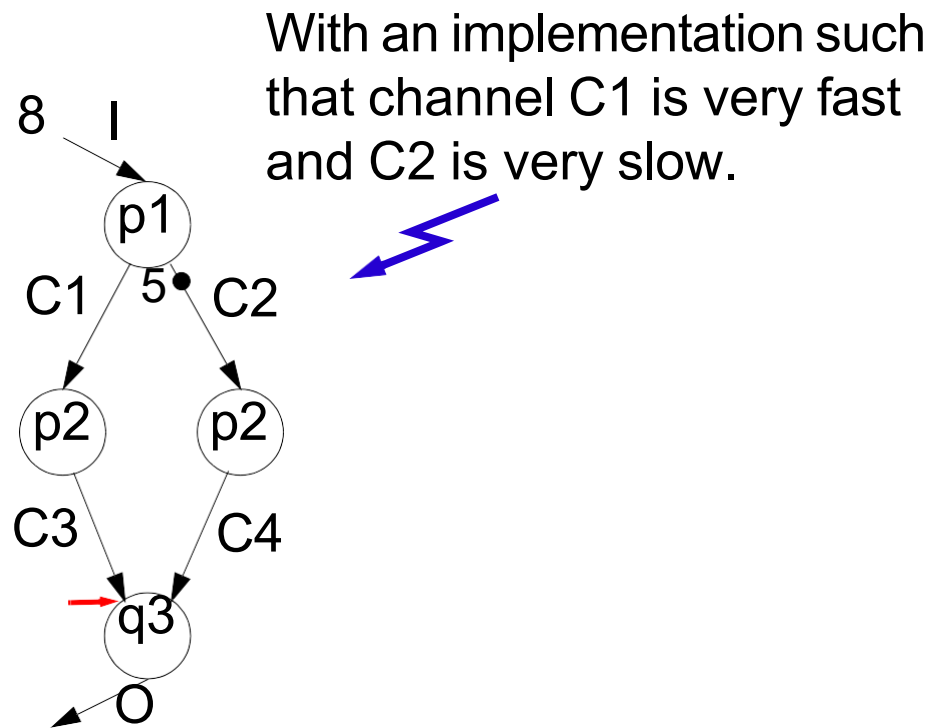 With an implementation such
that channel C1 is very fast
and C2 is very slow.
8 I
p1
C1 5 C2
p2 p2
C3 C4
q3
O